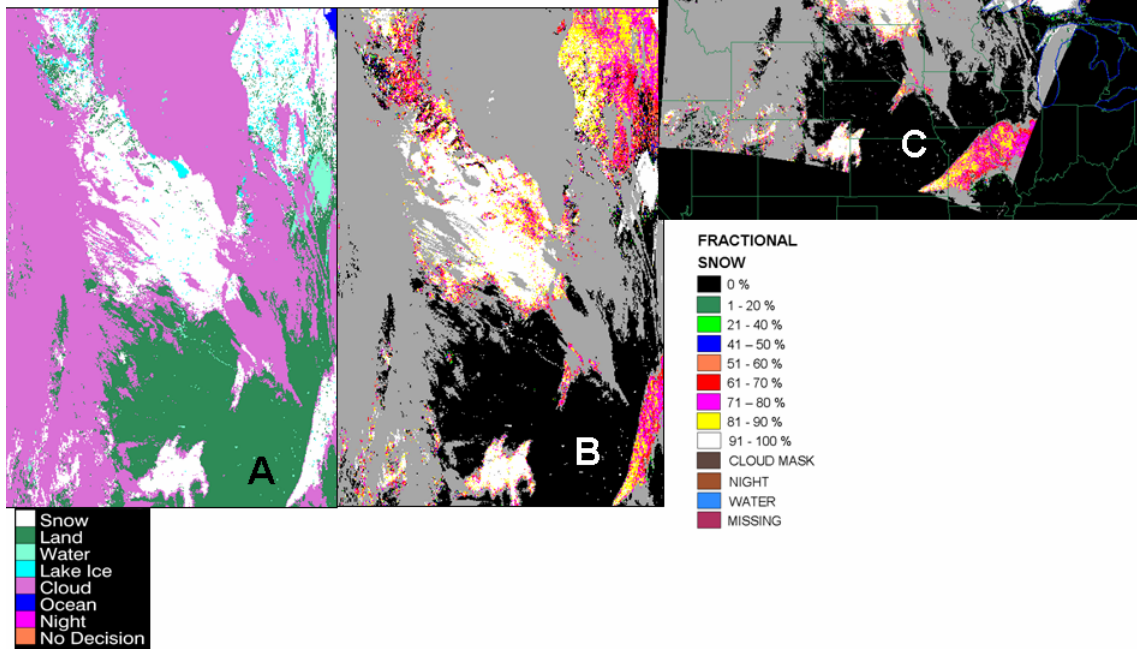 A
B
C
FRACTIONAL
SNOW
0 %
1 - 20 %
21 - 40 %
41 – 50 %
51 - 60 %
61 - 70 %
71 - 80 %
81 - 90 %
91 - 100 %
CLOUD MASK
NIGHT
WATER
MISSING
Snow
Land
Water
Lake Ice
Cloud
Ocean
Night
No Decision